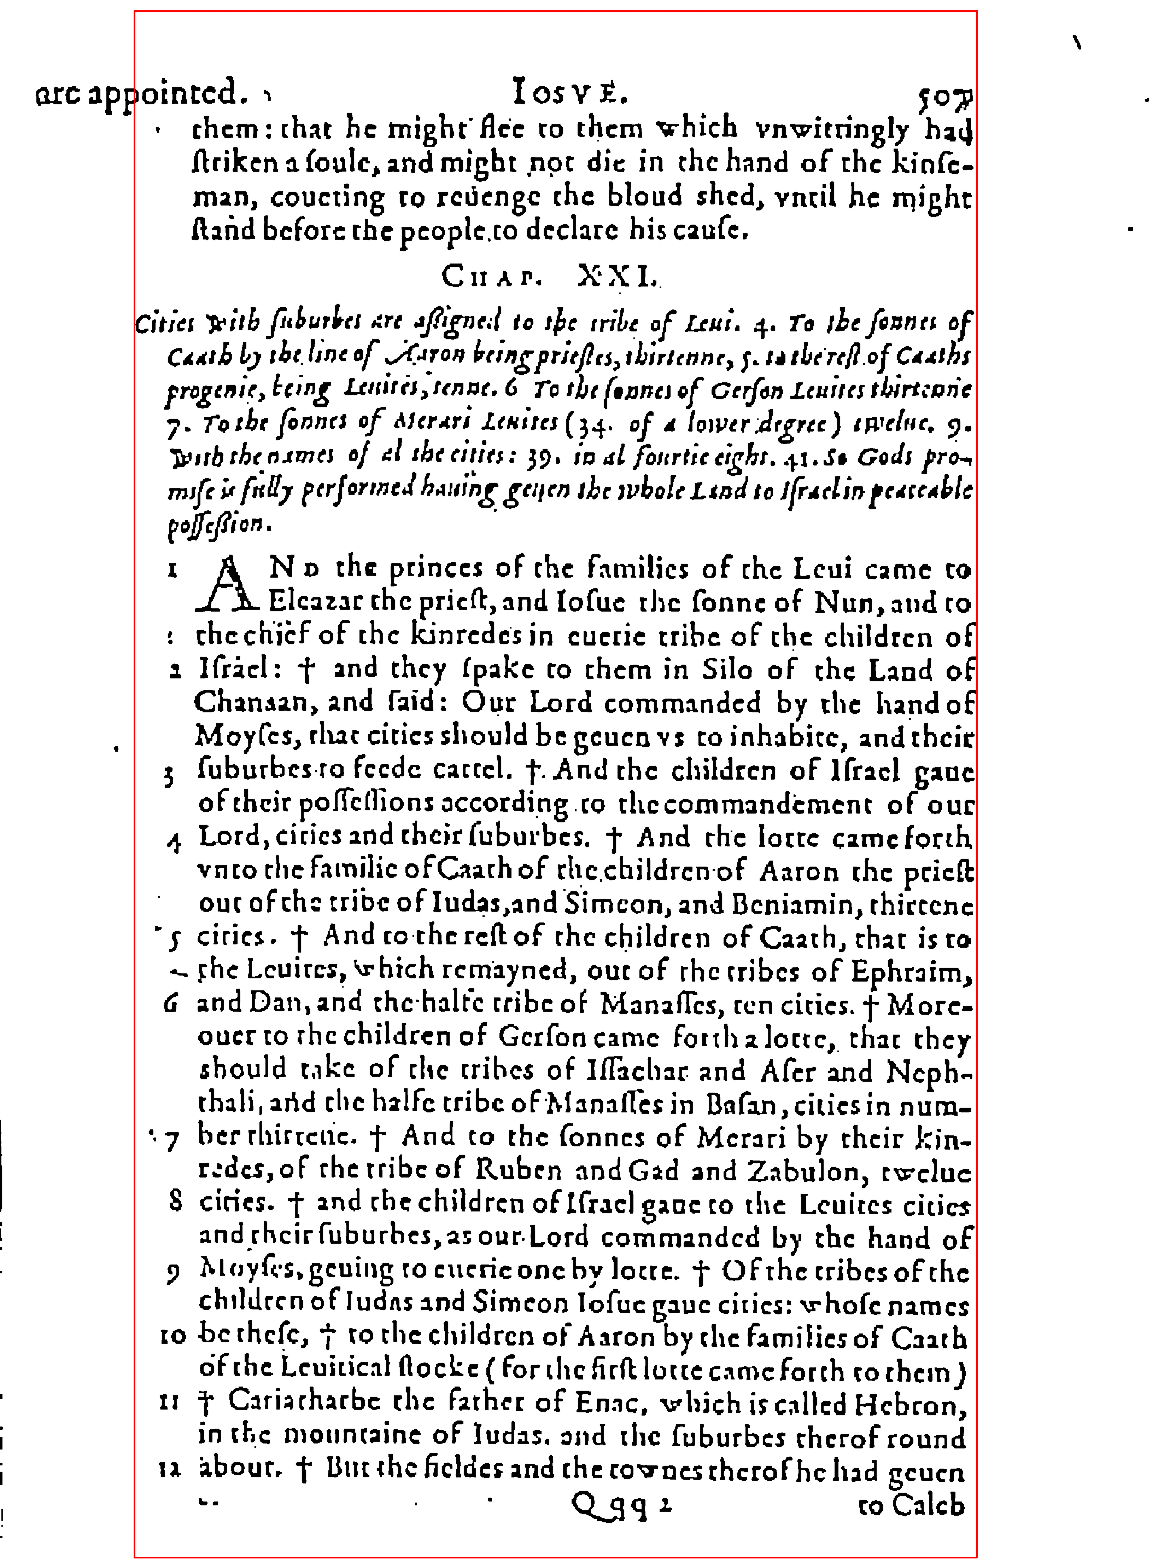 are appointed. IOSVE. 507
them: that he might flee to them which vnwittingly had
ſtriken a ſoule, and might not die in the hand of the kinſe-
man, coueting to reuenge the bloud shed, vntil he might
ſtand before the people to declare his cauſe.
CHAP. XXI.
Cities with ſuburbes are aſsigned to the tribe of Leui. 4. To the ſonnes of
Caath by the line of Aaron being prieſtes, thirtenne, 5. to the reſt of Caaths
progenie, being Leuites, tenne. 6 To the ſonnes of Gerſon Leuites thirtenne
7. To the ſonnes of Merari Leuites (34. of a lower degree) twelue. 9.
With the names of al the cities: 39. in al fourtie eight. 41. So Gods pro-
miſe is fully performed hauing geuen the whole Land to Iſrael in peaceable
poſſeſsion.
1 AND the princes of the families of the Leui came to
Eleazar the prieſt, and Ioſue the ſonne of Nun, and to
: the chief of the kinredes in euerie tribe of the children of
2 Iſrael: † and they ſpake to them in Silo of the Land of
Chanaan, and ſaid: Our Lord commanded by the hand of
Moyſes, that cities should be geuen vs to inhabite, and their
3 ſuburbes to feede cattel. †. And the children of Iſrael gaue
of their poſſeſſions according to the commandement of our
4 Lord, cities and their ſuburbes. † And the lotte came forth
vnto the familie of Caath of the children of Aaron the prieſt
out of the tribe of Iudas, and Simeon, and Beniamin, thirtene
5 cities. † And to the reſt of the children of Caath, that is to
the Leuites, which remayned, out of the tribes of Ephraim,
6 and Dan, and the halfe tribe of Manaſſes, ten cities. † More-
ouer to the children of Gerſon came forth a lotte, that they
should take of the tribes of Iſſachar and Aſer and Neph-
thali, and the halfe tribe of Manaſſes in Baſan, cities in num-
7 ber thirtene. † And to the ſonnes of Merari by their kin-
redes, of the tribe of Ruben and Gad and Zabulon, twelue
8 cities. † and the children of Iſrael gaue to the Leuites cities
and their ſuburbes, as our Lord commanded by the hand of
9 Moyſes, geuing to euerie one by lotte. † Of the tribes of the
children of Iudas and Simeon Ioſue gaue cities: whoſe names
10 be theſe, † to the children of Aaron by the families of Caath
of the Leuitical ſtocke (for the firſt lotte came forth to them)
11 † Cariatharbe the father of Enac, which is called Hebron,
in the mountaine of Iudas, and the ſuburbes therof round
12 about. † But the fieldes and the townes therof he had geuen
Qqq 2 to Caleb